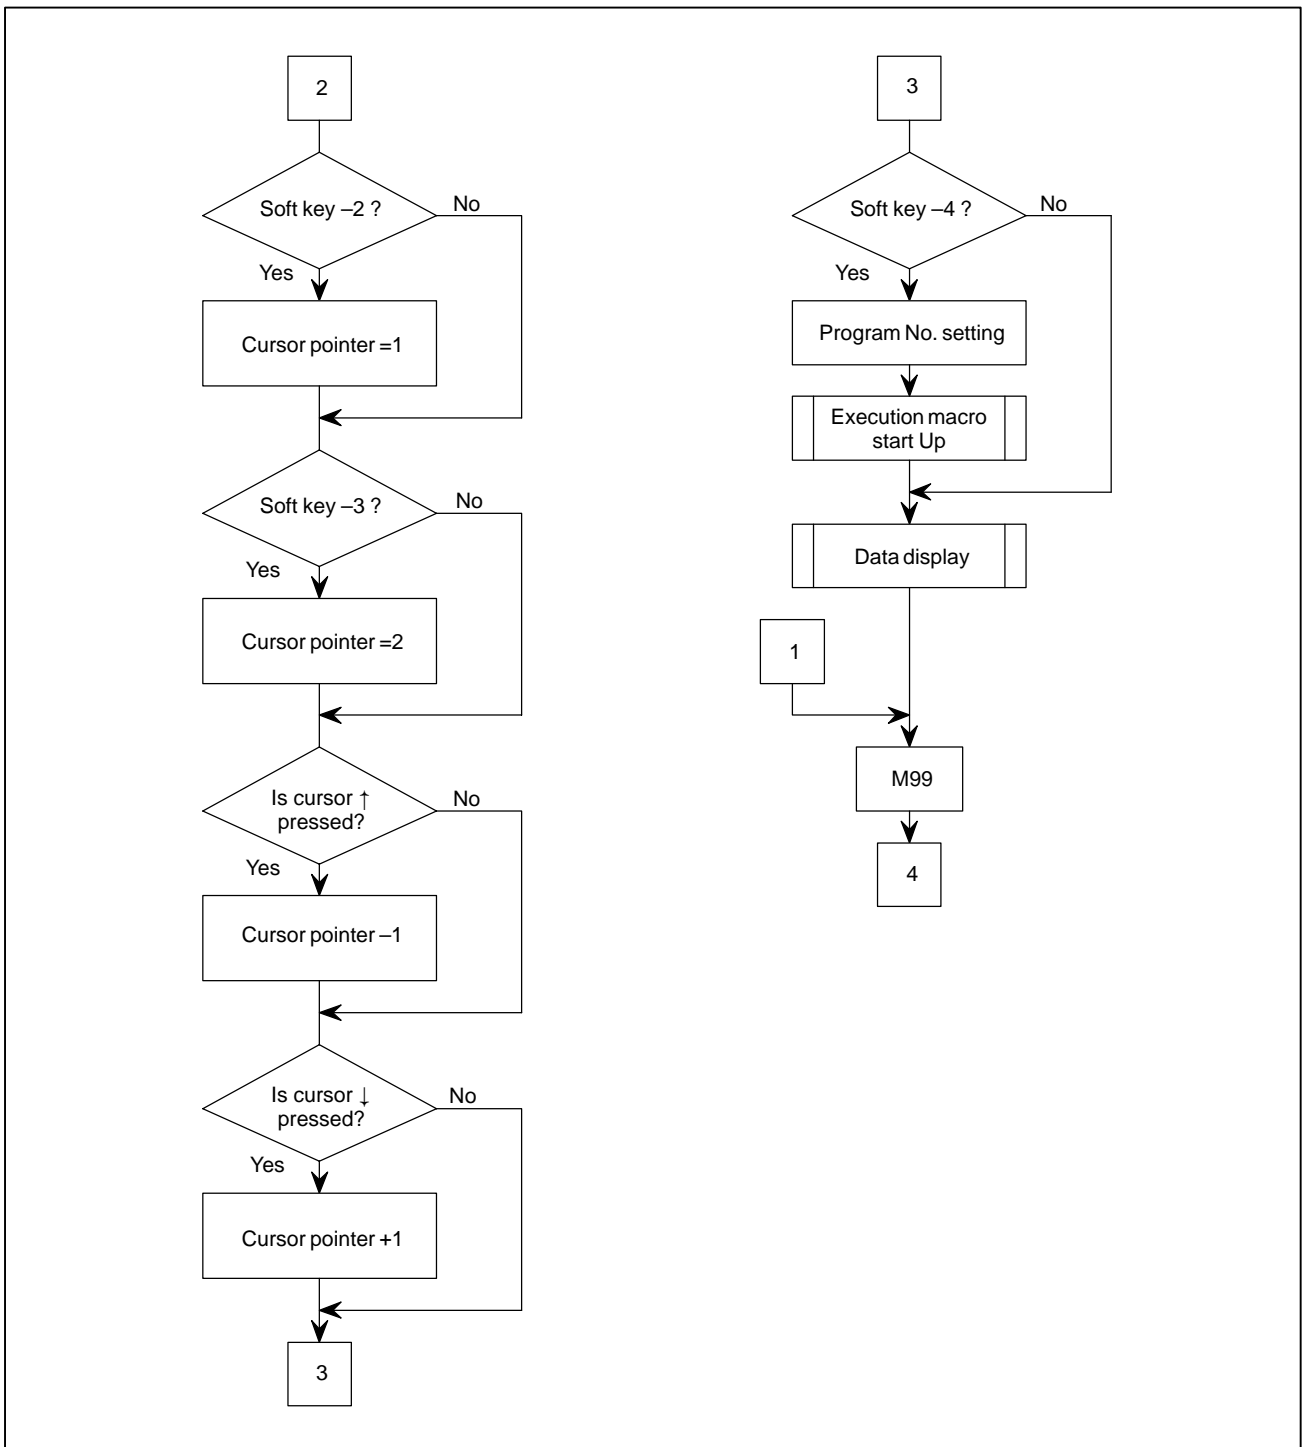 2
Soft key –2 ?
No
Yes
Cursor pointer =1
Soft key –3 ?
No
Yes
Cursor pointer =2
Is cursor ↑
pressed?
No
Yes
Cursor pointer –1
Is cursor ↓
pressed?
No
Yes
Cursor pointer +1
3
3
Soft key –4 ?
No
Yes
Program No. setting
Execution macro
start Up
Data display
1
M99
4